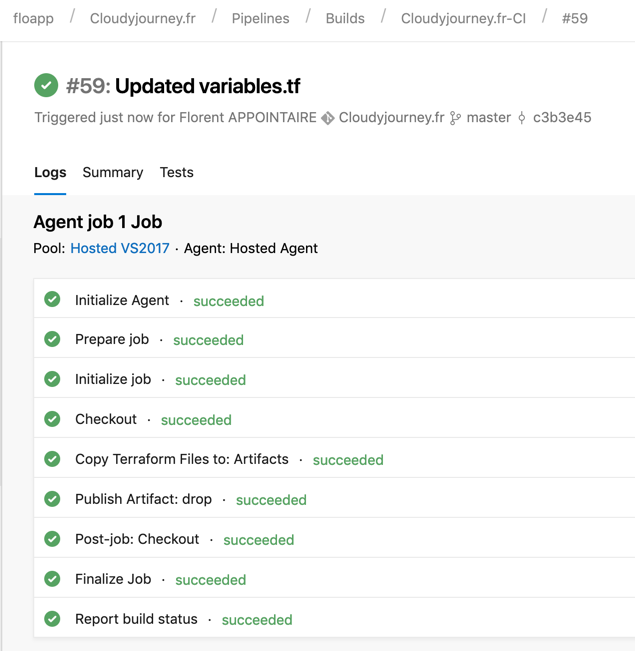 floapp / Cloudyjourney.fr / Pipelines / Builds / Cloudyjourney.fr-CI / #59
#59: Updated variables.tf
Triggered just now for Florent APPOINTAIRE Cloudyjourney.fr master c3b3e45
Logs Summary Tests
Agent job 1 Job
Pool: Hosted VS2017 · Agent: Hosted Agent
Initialize Agent · succeeded
Prepare job · succeeded
Initialize job · succeeded
Checkout · succeeded
Copy Terraform Files to: Artifacts · succeeded
Publish Artifact: drop · succeeded
Post-job: Checkout · succeeded
Finalize Job · succeeded
Report build status · succeeded